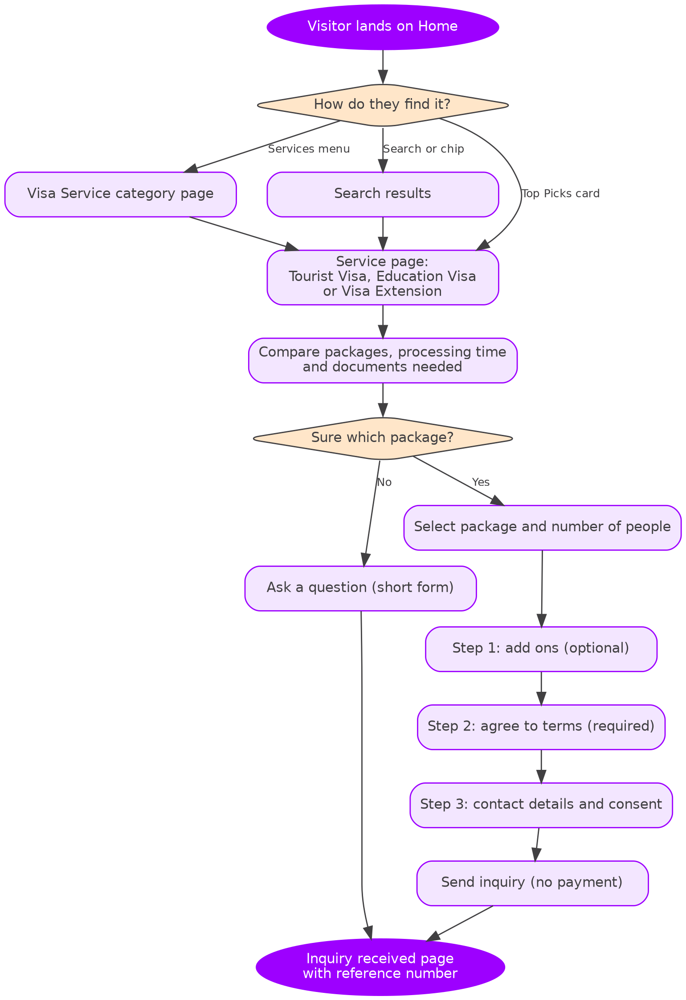 Visitor lands on Home
How do they find it?
Services menu
Search or chip
Top Picks card
Visa Service category page
Search results
Service page:
Tourist Visa, Education Visa
or Visa Extension
Compare packages, processing time
and documents needed
Sure which package?
No
Yes
Select package and number of people
Ask a question (short form)
Step 1: add ons (optional)
Step 2: agree to terms (required)
Step 3: contact details and consent
Send inquiry (no payment)
Inquiry received page
with reference number